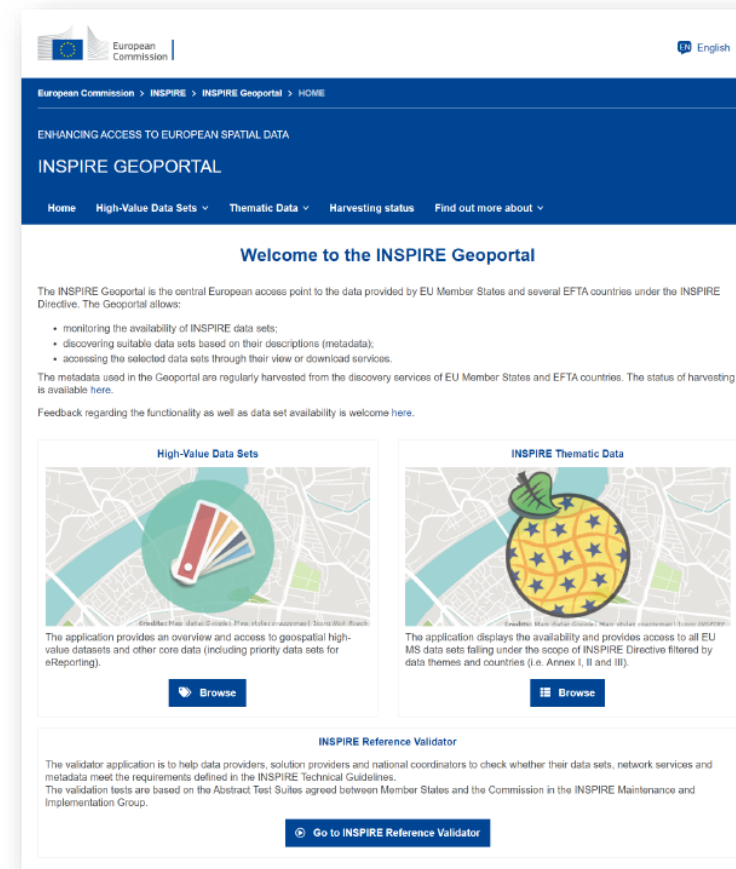 European
Commission
EN English
European Commission > INSPIRE > INSPIRE Geoportal > HOME
ENHANCING ACCESS TO EUROPEAN SPATIAL DATA
INSPIRE GEOPORTAL
Home High-Value Data Sets Thematic Data Harvesting status Find out more about
Welcome to the INSPIRE Geoportal
The INSPIRE Geoportal is the central European access point to the data provided by EU Member States and several EFTA countries under the INSPIRE
Directive. The Geoportal allows:
• monitoring the availability of INSPIRE data sets;
• discovering suitable data sets based on their descriptions (metadata);
• accessing the selected data sets through their view or download services.
The metadata used in the Geoportal are regularly harvested from the discovery services of EU Member States and EFTA countries. The status of harvesting
is available here.
Feedback regarding the functionality as well as data set availability is welcome here.
High-Value Data Sets
The application provides an overview and access to geospatial high-
value datasets and other core data (including priority data sets for
eReporting).
Browse
INSPIRE Thematic Data
The application displays the availability and provides access to all EU
MS data sets falling under the scope of INSPIRE Directive filtered by
data themes and countries (i.e. Annex I, II and III).
Browse
INSPIRE Reference Validator
The validator application is to help data providers, solution providers and national coordinators to check whether their data sets, network services and
metadata meet the requirements defined in the INSPIRE Technical Guidelines.
The validation tests are based on the Abstract Test Suites agreed between Member States and the Commission in the INSPIRE Maintenance and
Implementation Group.
Go to INSPIRE Reference Validator